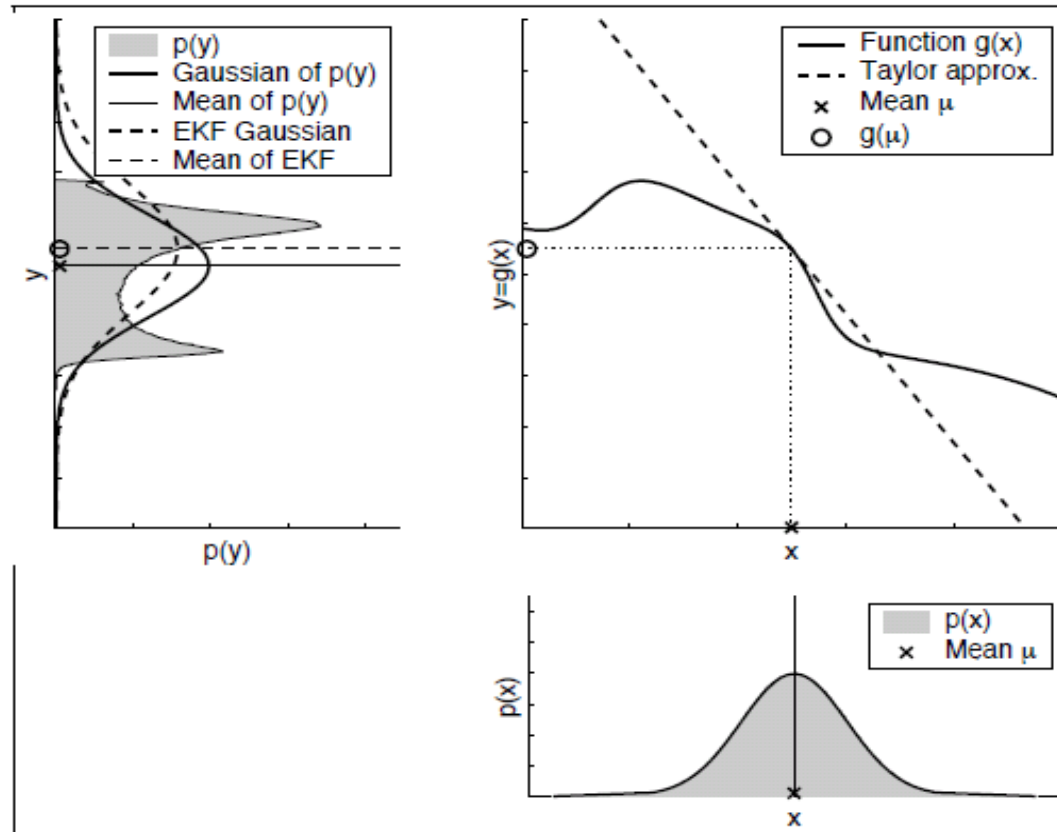 p(y)
Gaussian of p(y)
Mean of p(y)
EKF Gaussian
Mean of EKF
y
p(y)
Function g(x)
Taylor approx.
Mean μ
g(μ)
y=g(x)
x
p(x)
Mean μ
p(x)
x